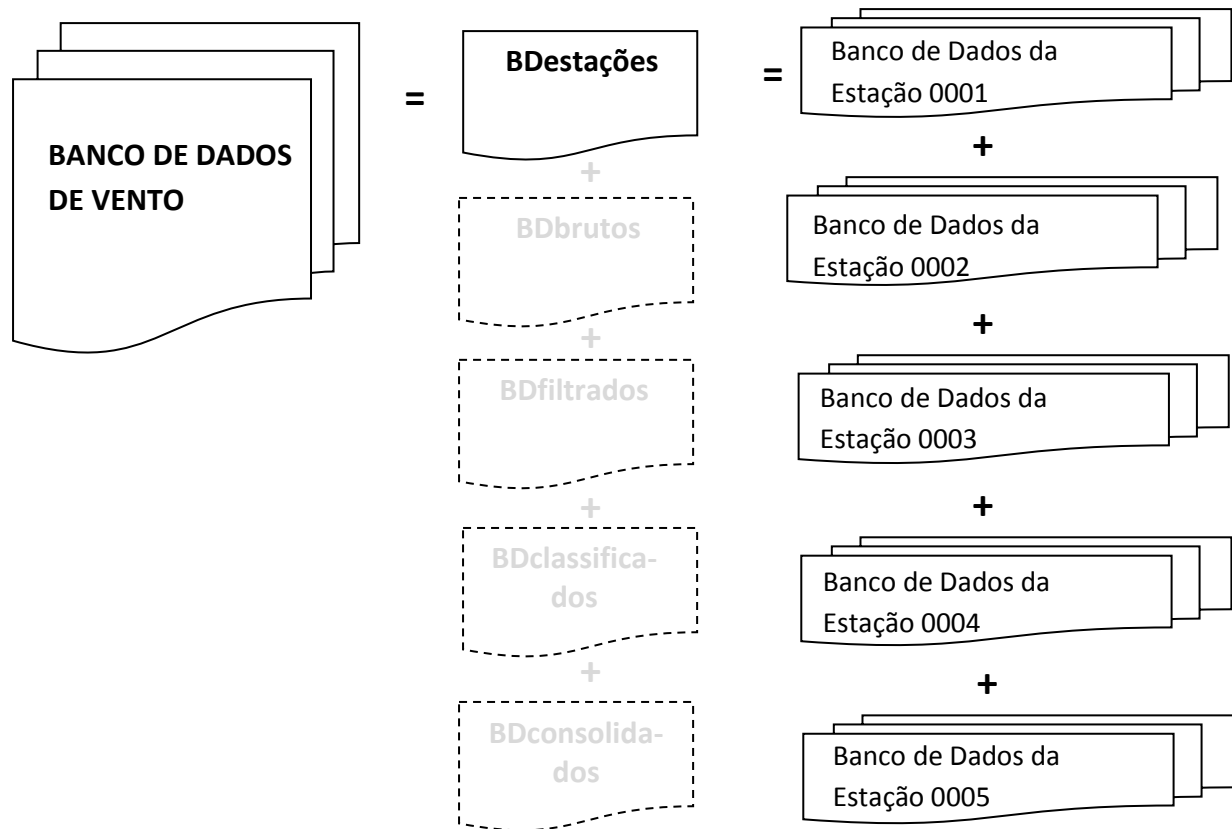 BANCO DE DADOS
DE VENTO
=
BDestações
+
BDbrutos
+
BDfiltrados
+
BDclassifica-
dos
+
BDconsolida-
dos
=
Banco de Dados da
Estação 0001
+
Banco de Dados da
Estação 0002
+
Banco de Dados da
Estação 0003
+
Banco de Dados da
Estação 0004
+
Banco de Dados da
Estação 0005